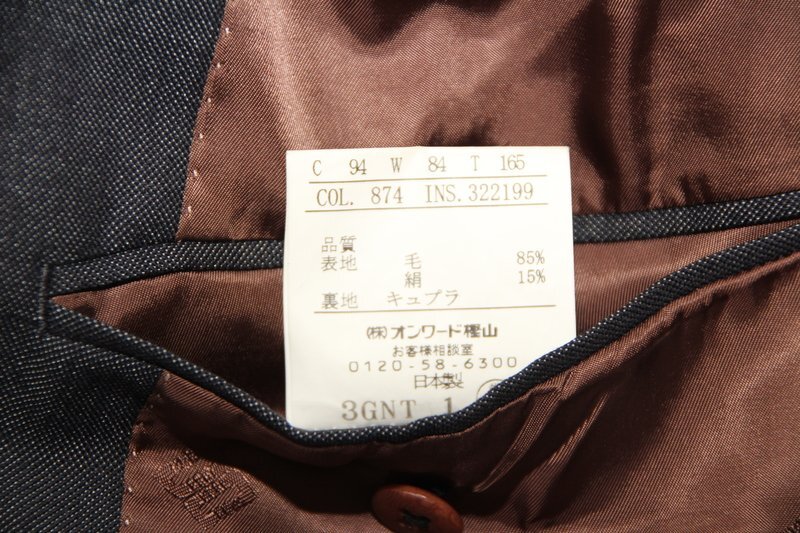 C 94 W 84 T 165
COL. 874 INS. 322199
品質
表地 毛 85%
絹 15%
裏地 キュプラ
(株)オンワード樫山
お客様相談室
0120-58-6300
日本製
3GNT 1